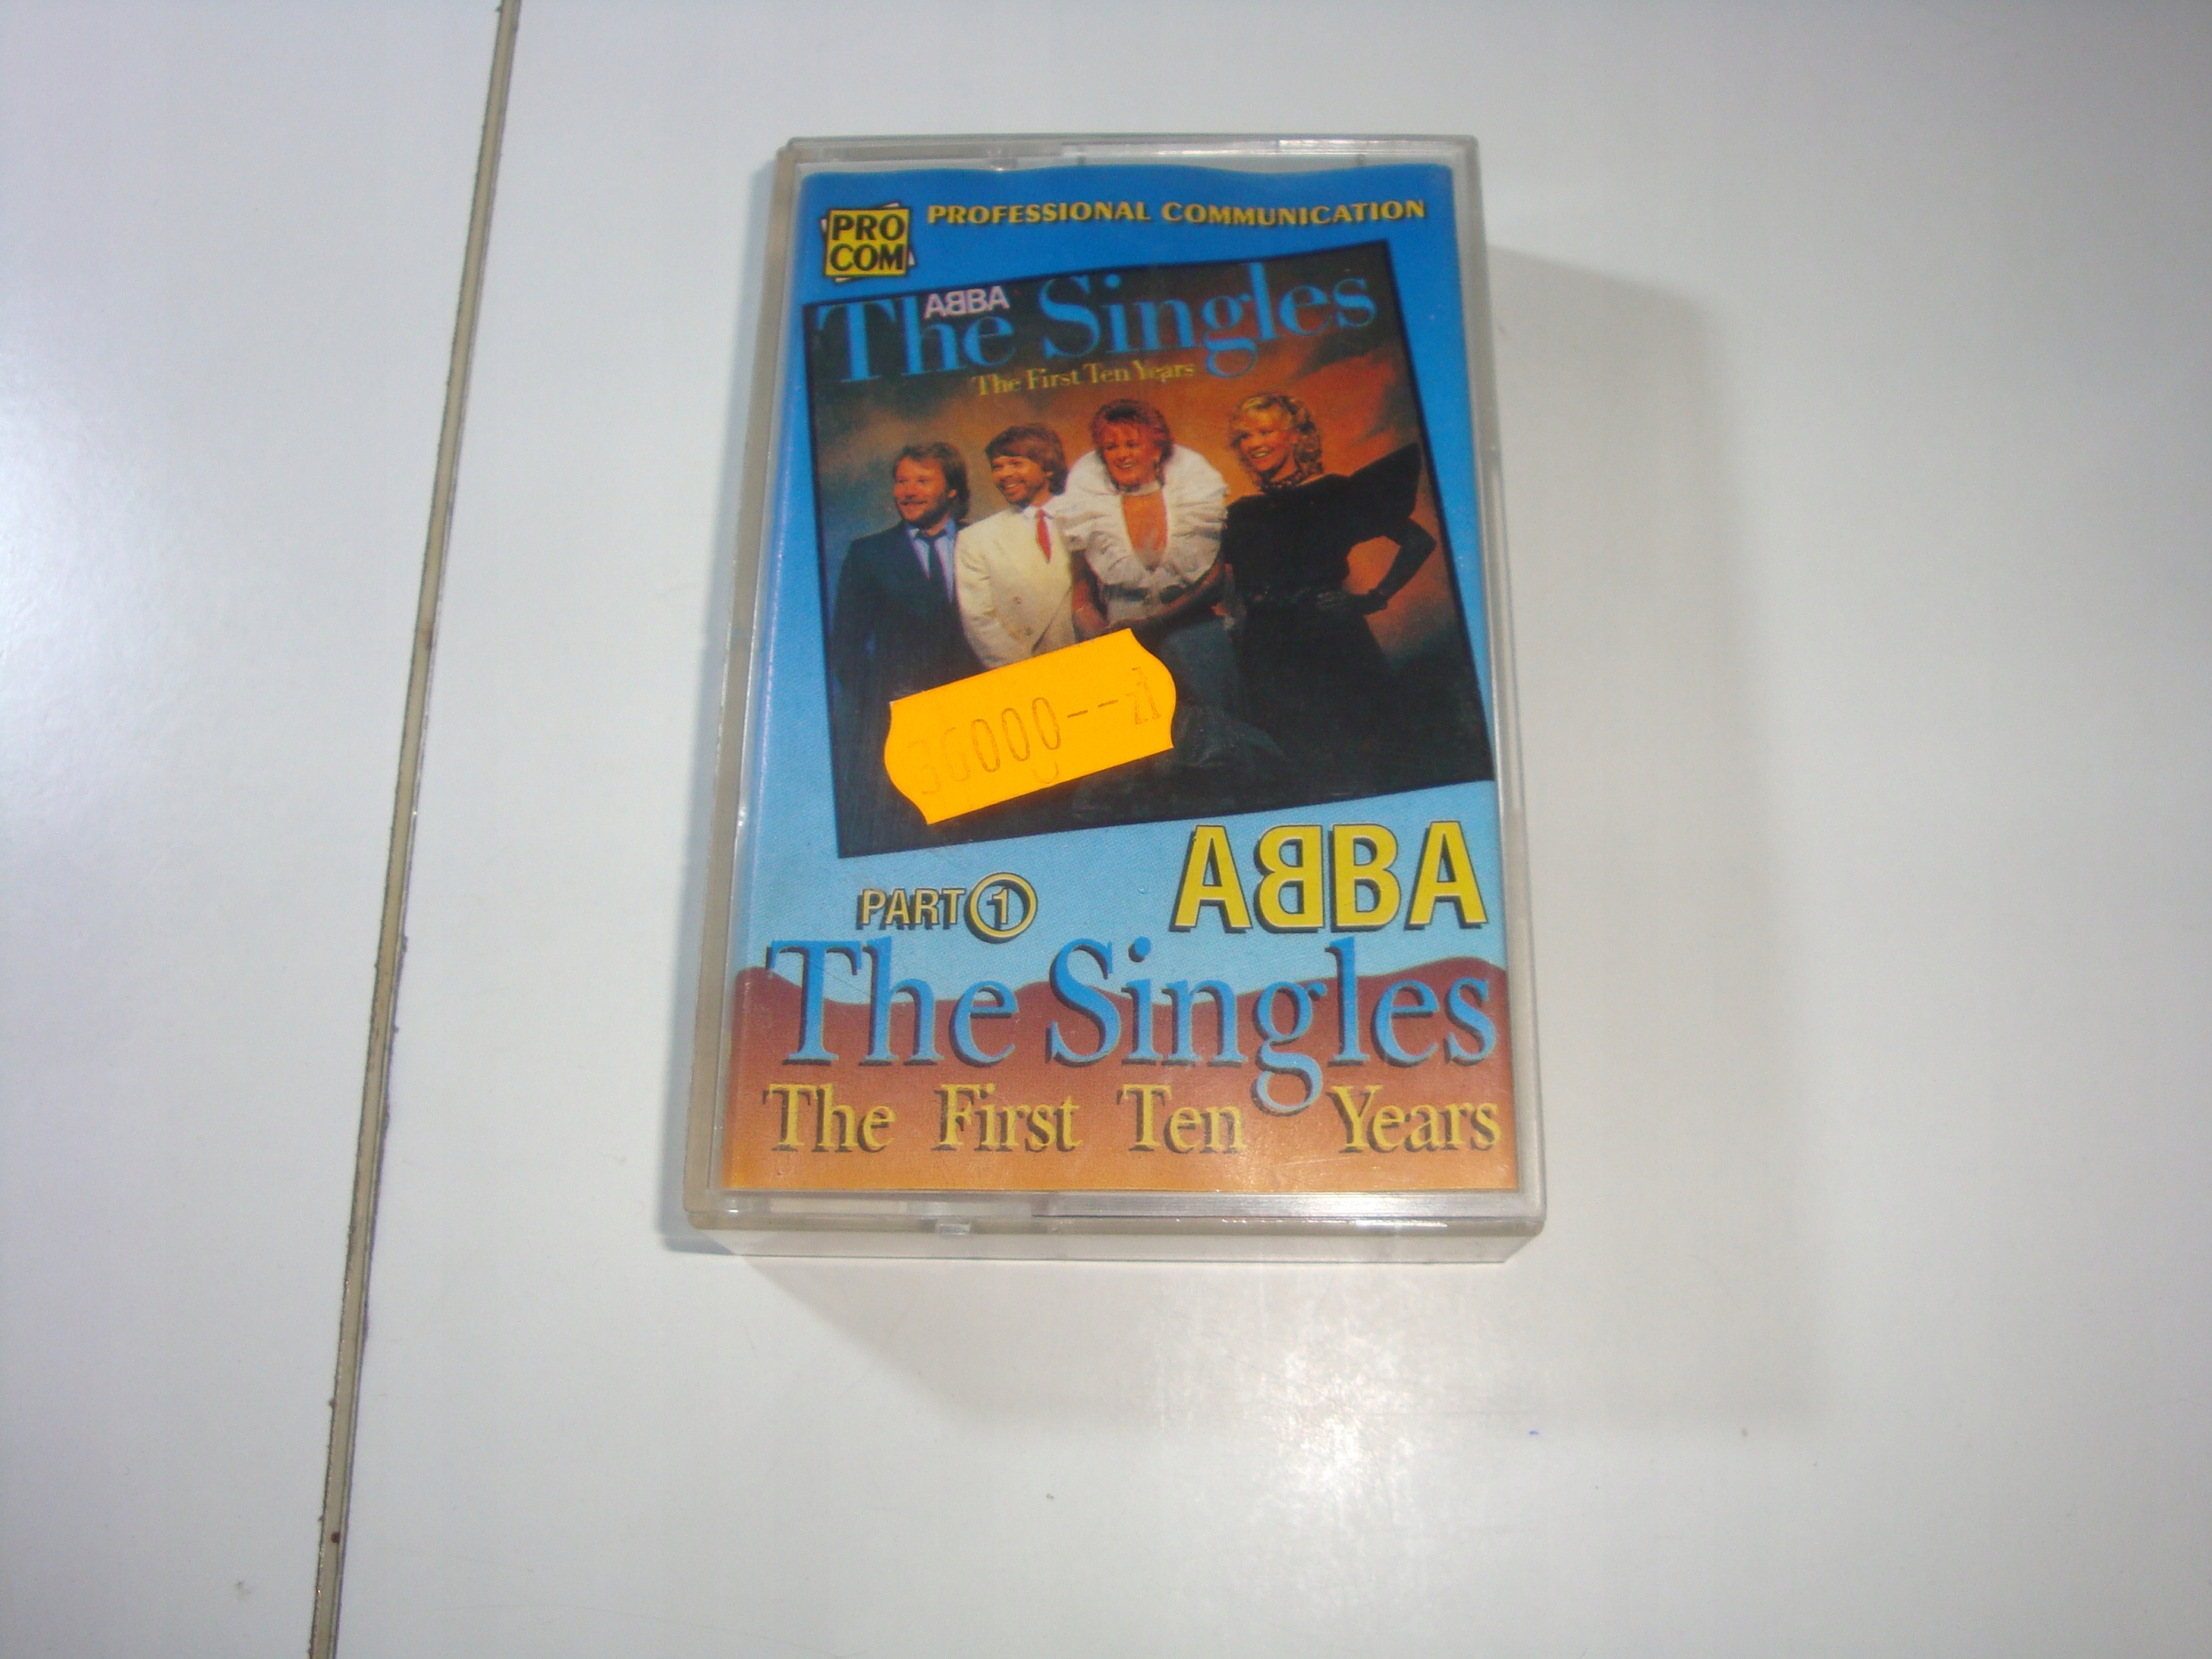 PRO
COM
PROFESSIONAL COMMUNICATION
ABBA
The Singles
The First Ten Years
36000--zł
PART 1
ABBA
The Singles
The First Ten Years